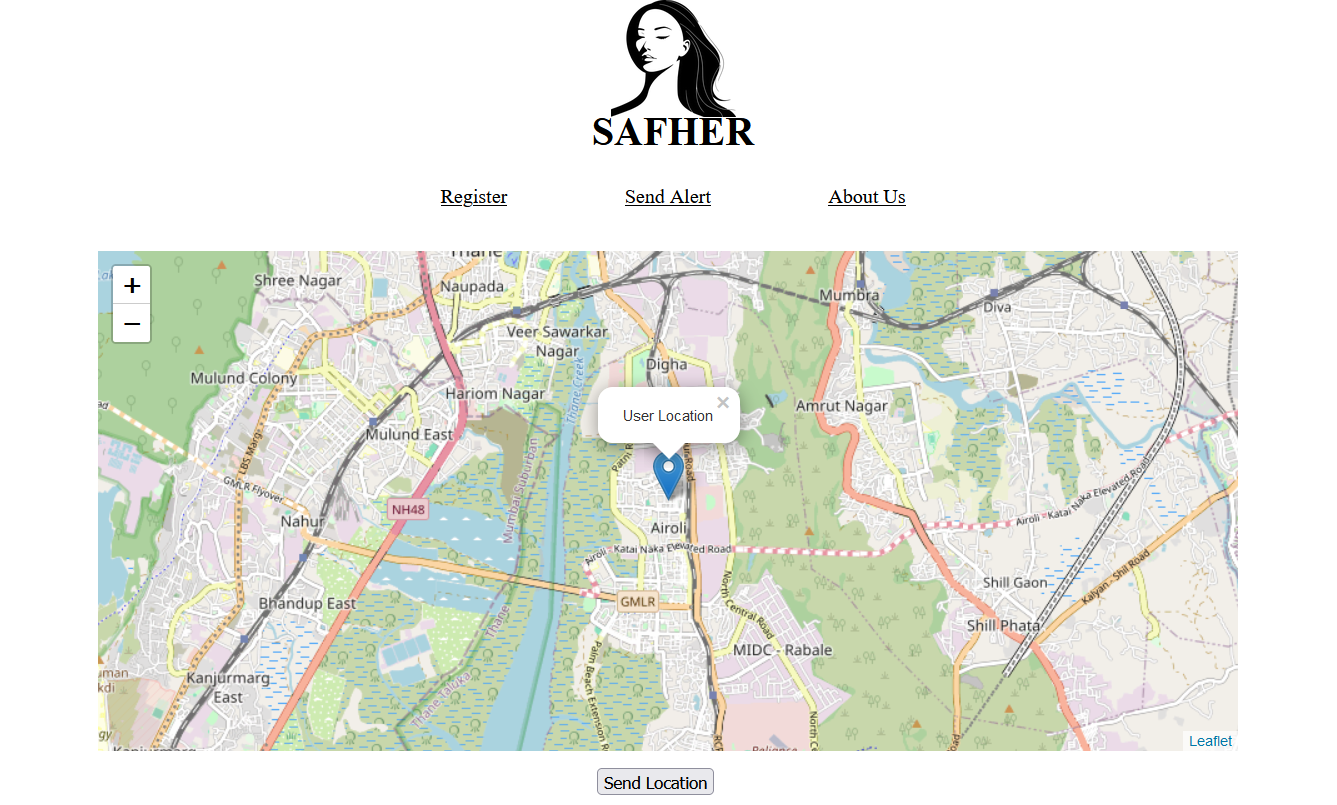 SAFHER
Register Send Alert About Us
+
−
Thane
Shree Nagar
Naupada
Mumbra
Diva
Veer Sawarkar
Nagar
Digha
Mulund Colony
Hariom Nagar
Thane Creek
Amrut Nagar
×
User Location
Mulund East
LBS Marg
GMLR Flyover
Mumbai Suburban
NH48
Nahur
Airoli
Airoli - Katai Naka Elevated Road
Airoli - Katai Naka Elevated Road
Shill Gaon
Kalyan - Shil Road
Bhandup East
GMLR
North Central Road
Shill Phata
Thane
MIDC - Rabale
Palm Beach Extension Road
Kanjurmarg
East
Thane Taluka
Reliance
Kanjurmarg
Leaflet
Send Location